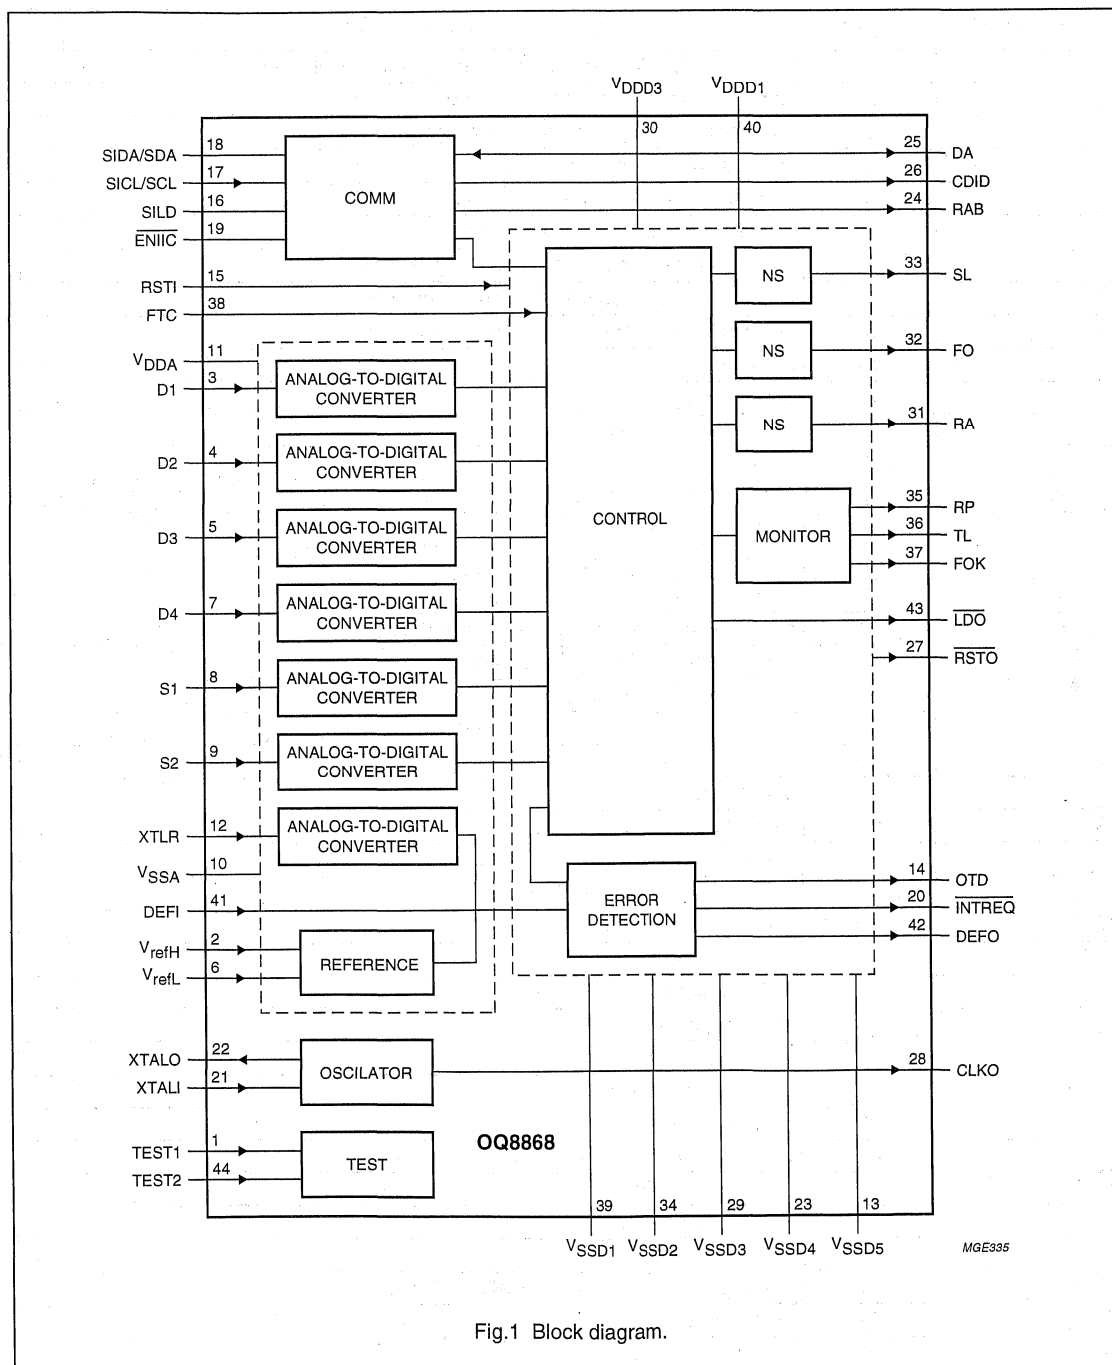 VDDD3 VDDD1
30 40
SIDA/SDA 18
SICL/SCL 17
SILD 16
ENIIC 19
COMM
25 DA
26 CDID
24 RAB
RSTI 15
FTC 38
VDDA 11
D1 3
ANALOG-TO-DIGITAL
CONVERTER
D2 4
ANALOG-TO-DIGITAL
CONVERTER
D3 5
ANALOG-TO-DIGITAL
CONVERTER
D4 7
ANALOG-TO-DIGITAL
CONVERTER
S1 8
ANALOG-TO-DIGITAL
CONVERTER
S2 9
ANALOG-TO-DIGITAL
CONVERTER
XTLR 12
ANALOG-TO-DIGITAL
CONVERTER
VSSA 10
DEFI 41
VrefH 2
VrefL 6
REFERENCE
CONTROL
NS
33 SL
NS
32 FO
NS
31 RA
MONITOR
35 RP
36 TL
37 FOK
43 LDO
27 RSTO
ERROR
DETECTION
14 OTD
20 INTREQ
42 DEFO
XTALO 22
XTALI 21
OSCILATOR
28 CLKO
TEST1 1
TEST2 44
TEST
OQ8868
39 34 29 23 13
VSSD1 VSSD2 VSSD3 VSSD4 VSSD5
MGE335
Fig.1 Block diagram.